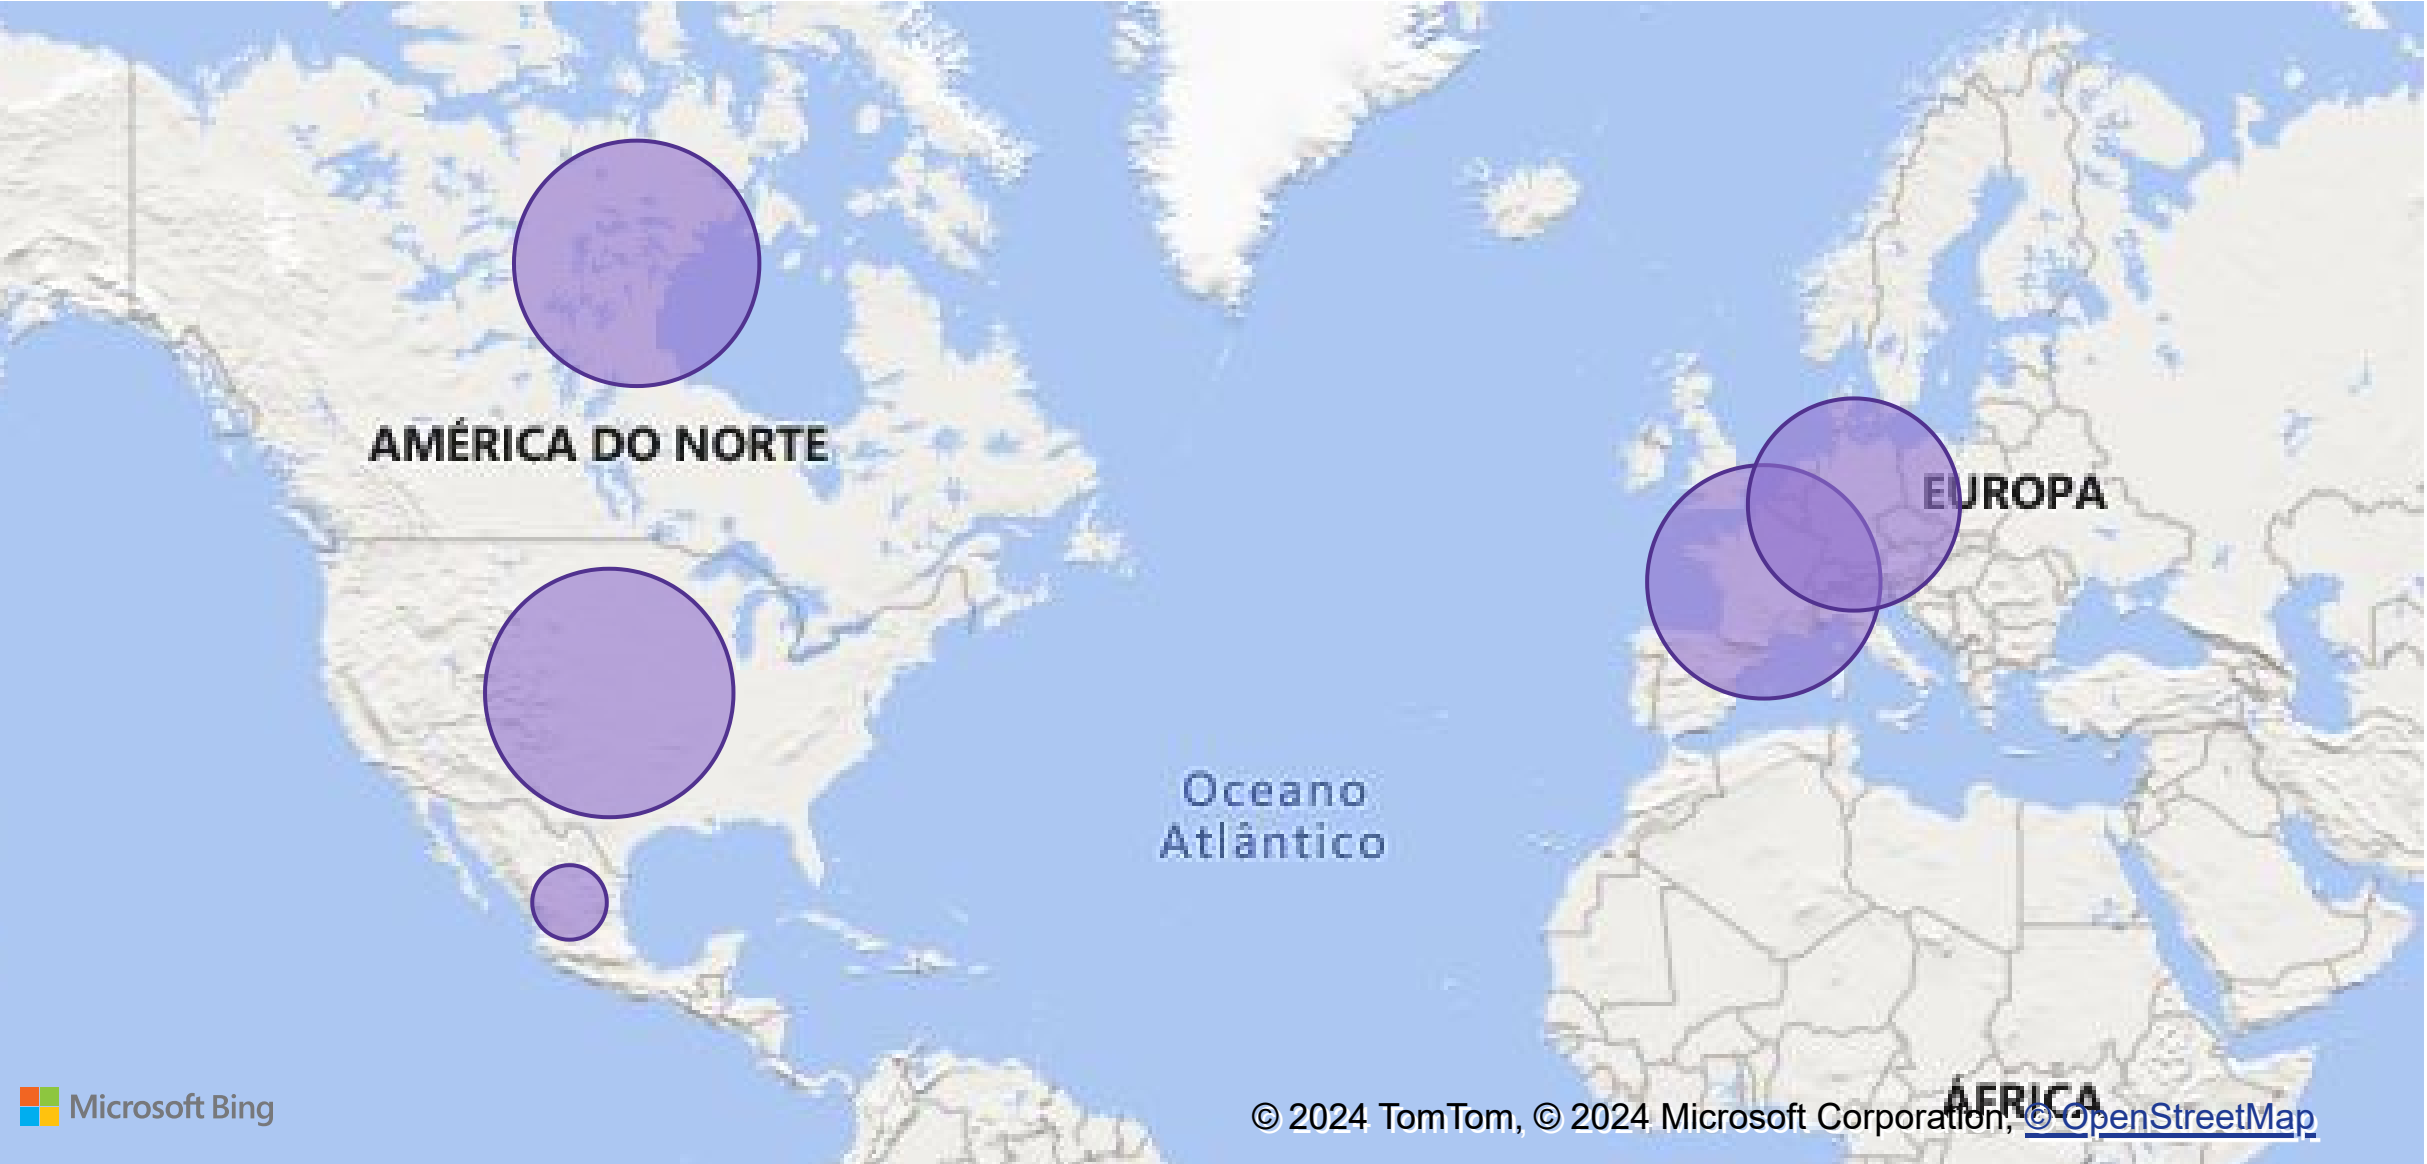 AMÉRICA DO NORTE
EUROPA
Oceano
Atlântico
ÁFRICA
Microsoft Bing
© 2024 TomTom, © 2024 Microsoft Corporation, © OpenStreetMap